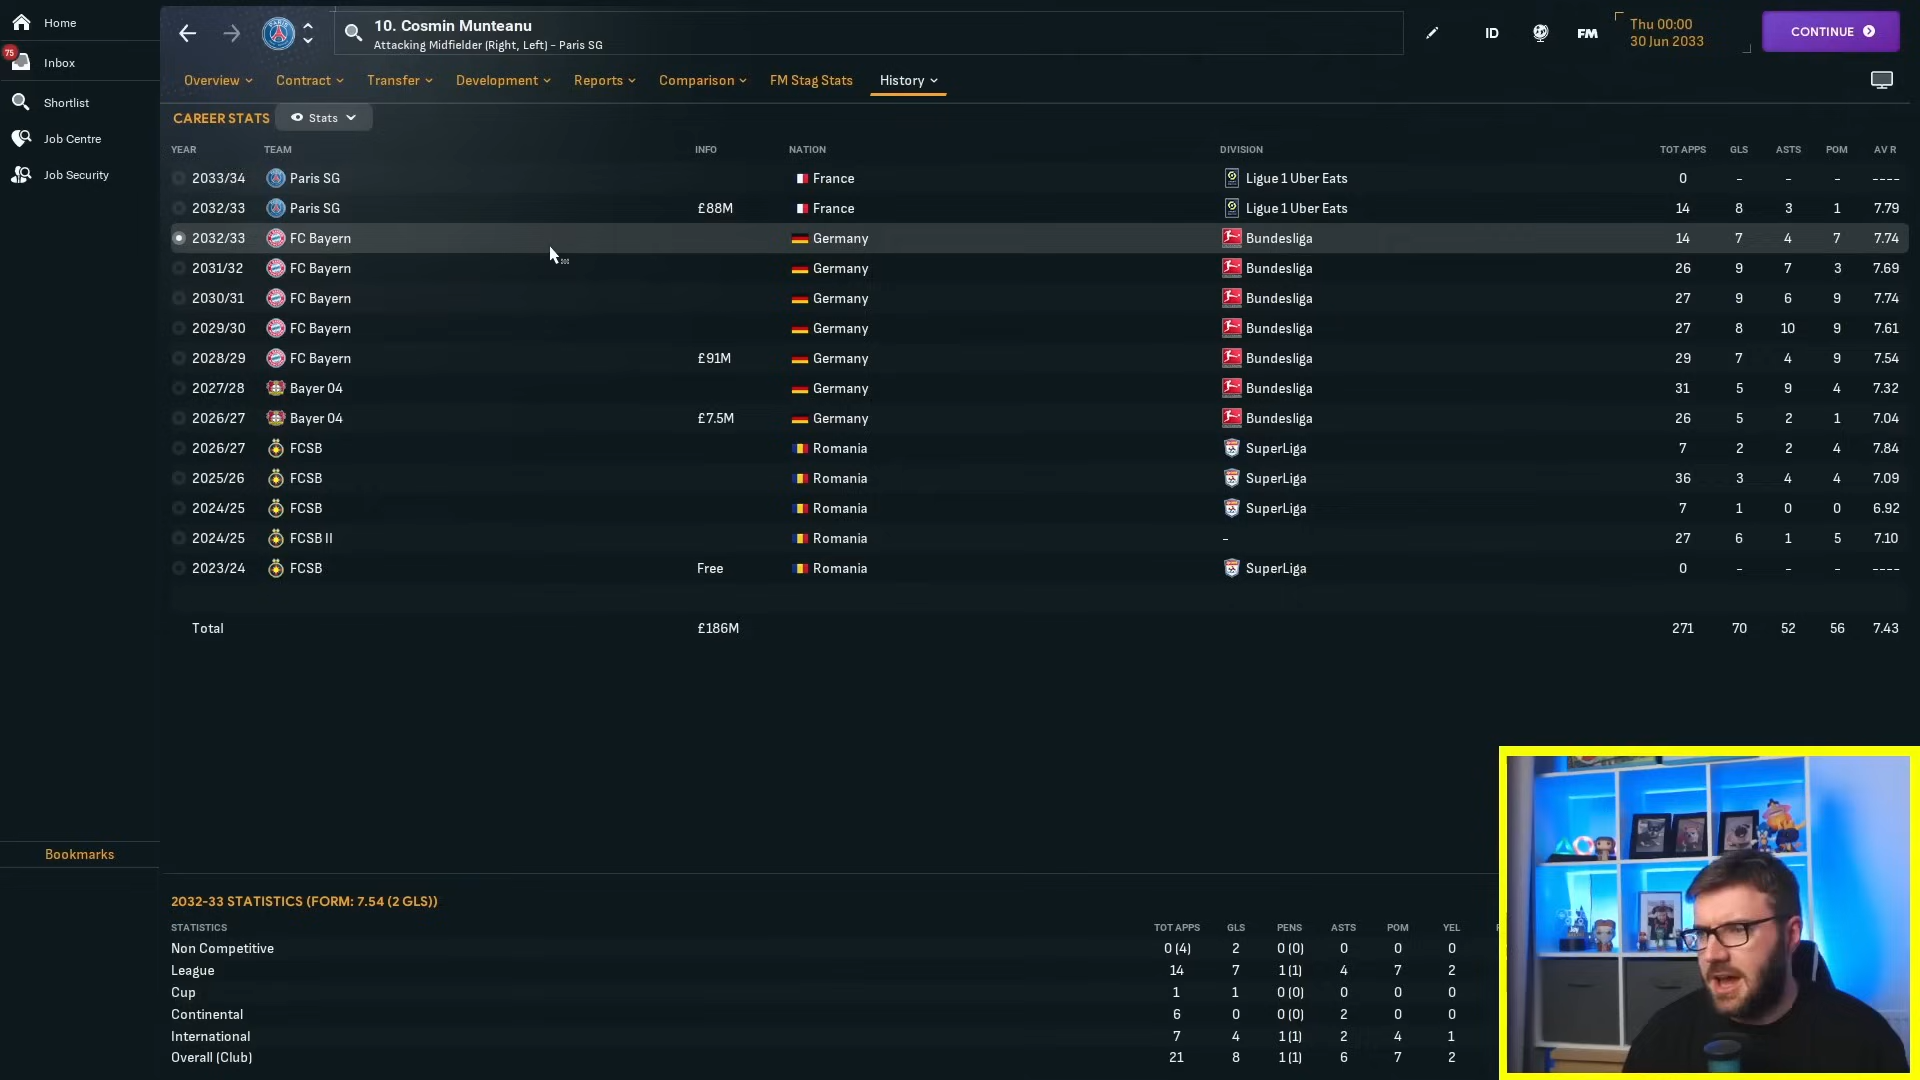 Home
75
Inbox
Shortlist
Job Centre
Job Security
Bookmarks
10. Cosmin Munteanu
Attacking Midfielder (Right, Left) - Paris SG
ID
FM
Thu 00:00
30 Jun 2033
CONTINUE
Overview
Contract
Transfer
Development
Reports
Comparison
FM Stag Stats
History
CAREER STATS
Stats
YEAR TEAM INFO NATION DIVISION TOT APPS GLS ASTS POM AV R
2033/34 Paris SG France Ligue 1 Uber Eats 0 - - - ----
2032/33 Paris SG £88M France Ligue 1 Uber Eats 14 8 3 1 7.79
2032/33 FC Bayern Germany Bundesliga 14 7 4 7 7.74
2031/32 FC Bayern Germany Bundesliga 26 9 7 3 7.69
2030/31 FC Bayern Germany Bundesliga 27 9 6 9 7.74
2029/30 FC Bayern Germany Bundesliga 27 8 10 9 7.61
2028/29 FC Bayern £91M Germany Bundesliga 29 7 4 9 7.54
2027/28 Bayer 04 Germany Bundesliga 31 5 9 4 7.32
2026/27 Bayer 04 £7.5M Germany Bundesliga 26 5 2 1 7.04
2026/27 FCSB Romania SuperLiga 7 2 2 4 7.84
2025/26 FCSB Romania SuperLiga 36 3 4 4 7.09
2024/25 FCSB Romania SuperLiga 7 1 0 0 6.92
2024/25 FCSB II Romania - 27 6 1 5 7.10
2023/24 FCSB Free Romania SuperLiga 0 - - - ----
Total £186M 271 70 52 56 7.43
2032-33 STATISTICS (FORM: 7.54 (2 GLS))
STATISTICS TOT APPS GLS PENS ASTS POM YEL
Non Competitive 0 (4) 2 0 (0) 0 0 0
League 14 7 1 (1) 4 7 2
Cup 1 1 0 (0) 0 0 0
Continental 6 0 0 (0) 2 0 0
International 7 4 1 (1) 2 4 1
Overall (Club) 21 8 1 (1) 6 7 2